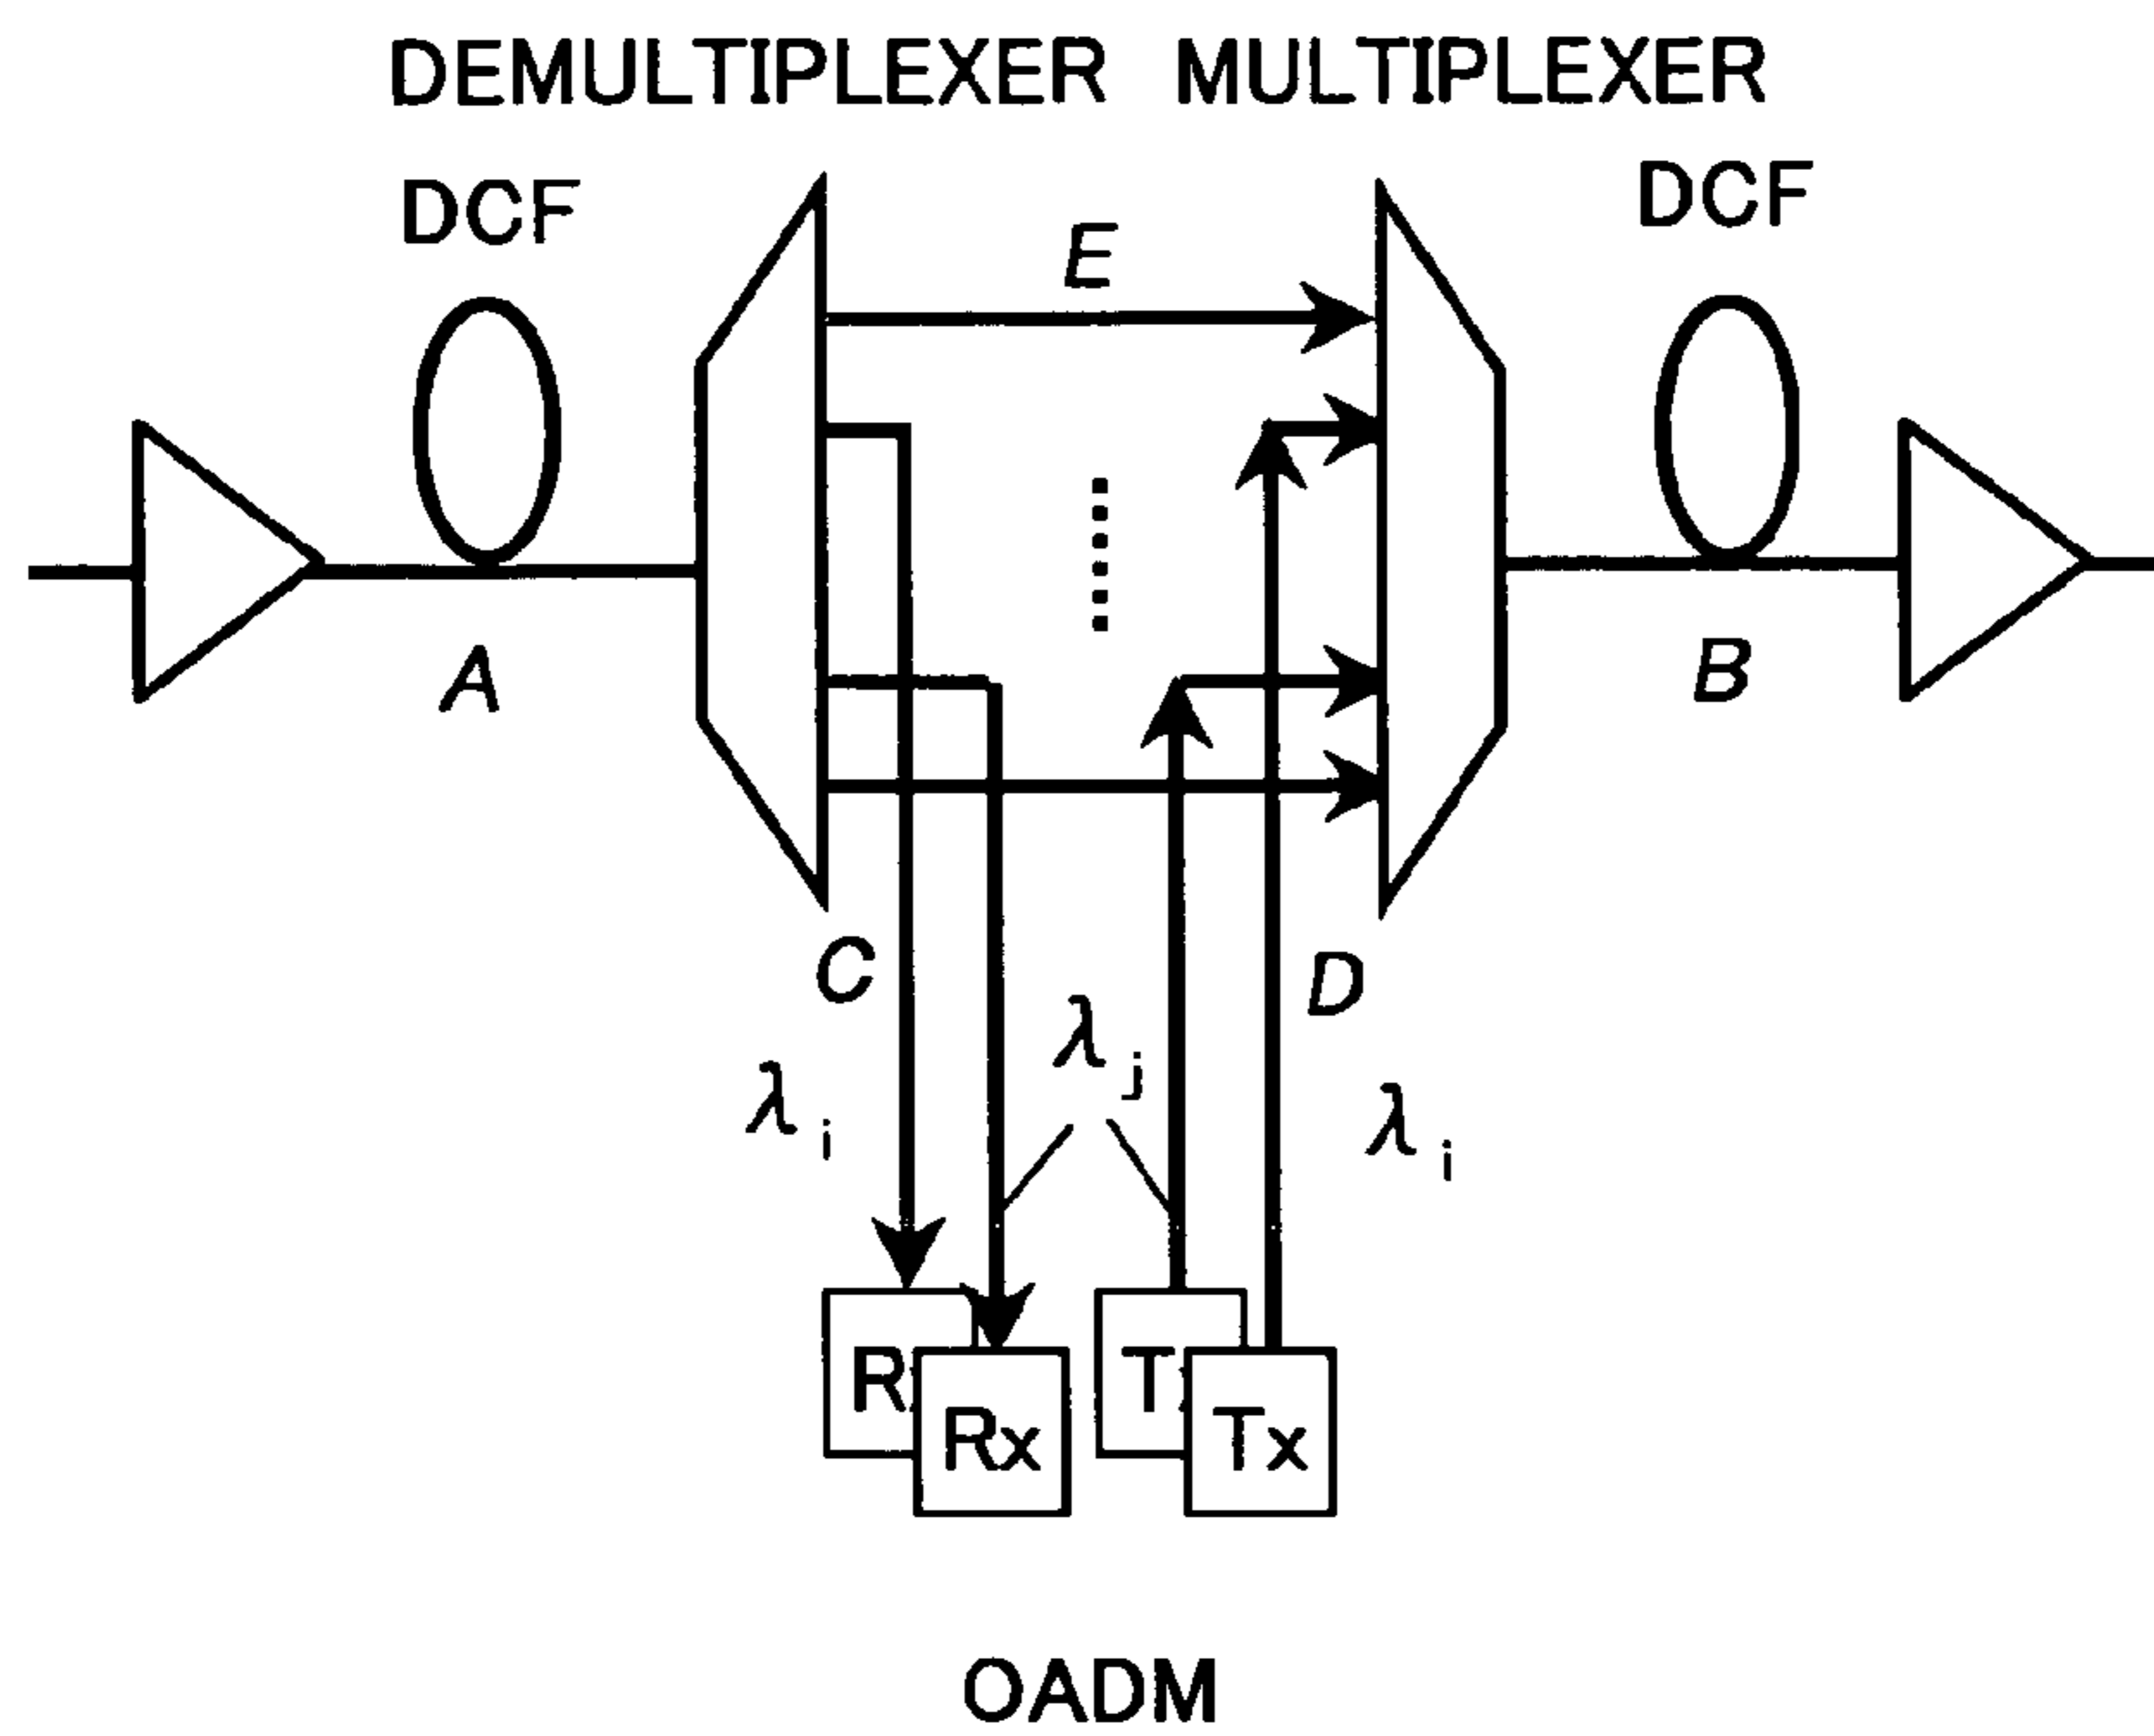 DEMULTIPLEXER MULTIPLEXER
DCF
DCF
E
A
B
C
D
λj
λi
λi
R
Rx
T
Tx
OADM